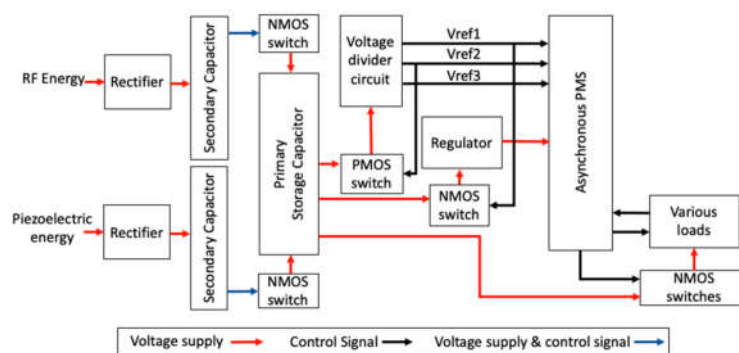 RF Energy
Rectifier
Secondary Capacitor
NMOS
switch
Primary
Storage Capacitor
Voltage
divider
circuit
Vref1
Vref2
Vref3
PMOS
switch
Regulator
NMOS
switch
Asynchronous PMS
Various
loads
NMOS
switches
Piezoelectric
energy
Rectifier
Secondary Capacitor
NMOS
switch
Voltage supply
Control Signal
Voltage supply & control signal